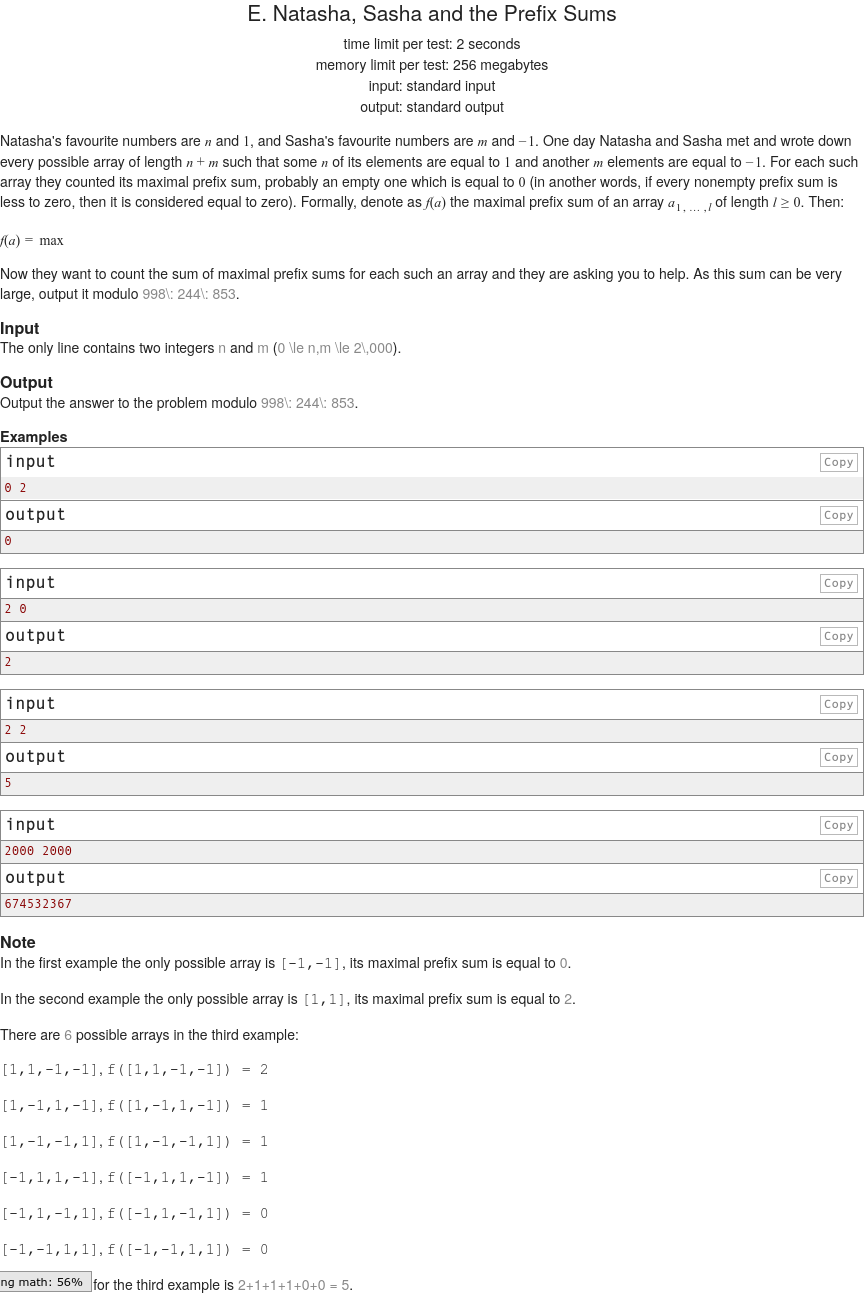 E. Natasha, Sasha and the Prefix Sums
time limit per test: 2 seconds
memory limit per test: 256 megabytes
input: standard input
output: standard output
Natasha's favourite numbers are n and 1, and Sasha's favourite numbers are m and −1. One day Natasha and Sasha met and wrote down
every possible array of length n + m such that some n of its elements are equal to 1 and another m elements are equal to −1. For each such
array they counted its maximal prefix sum, probably an empty one which is equal to 0 (in another words, if every nonempty prefix sum is
less to zero, then it is considered equal to zero). Formally, denote as f(a) the maximal prefix sum of an array a1, … ,l of length l ≥ 0. Then:
f(a) = max
Now they want to count the sum of maximal prefix sums for each such an array and they are asking you to help. As this sum can be very
large, output it modulo 998\: 244\: 853.
Input
The only line contains two integers n and m (0 \le n,m \le 2\,000).
Output
Output the answer to the problem modulo 998\: 244\: 853.
Examples
input
Copy
0 2
output
Copy
0
input
Copy
2 0
output
Copy
2
input
Copy
2 2
output
Copy
5
input
Copy
2000 2000
output
Copy
674532367
Note
In the first example the only possible array is [-1,-1], its maximal prefix sum is equal to 0.
In the second example the only possible array is [1,1], its maximal prefix sum is equal to 2.
There are 6 possible arrays in the third example:
[1,1,-1,-1], f([1,1,-1,-1]) = 2
[1,-1,1,-1], f([1,-1,1,-1]) = 1
[1,-1,-1,1], f([1,-1,-1,1]) = 1
[-1,1,1,-1], f([-1,1,1,-1]) = 1
[-1,1,-1,1], f([-1,1,-1,1]) = 0
[-1,-1,1,1], f([-1,-1,1,1]) = 0
ng math: 56% for the third example is 2+1+1+1+0+0 = 5.